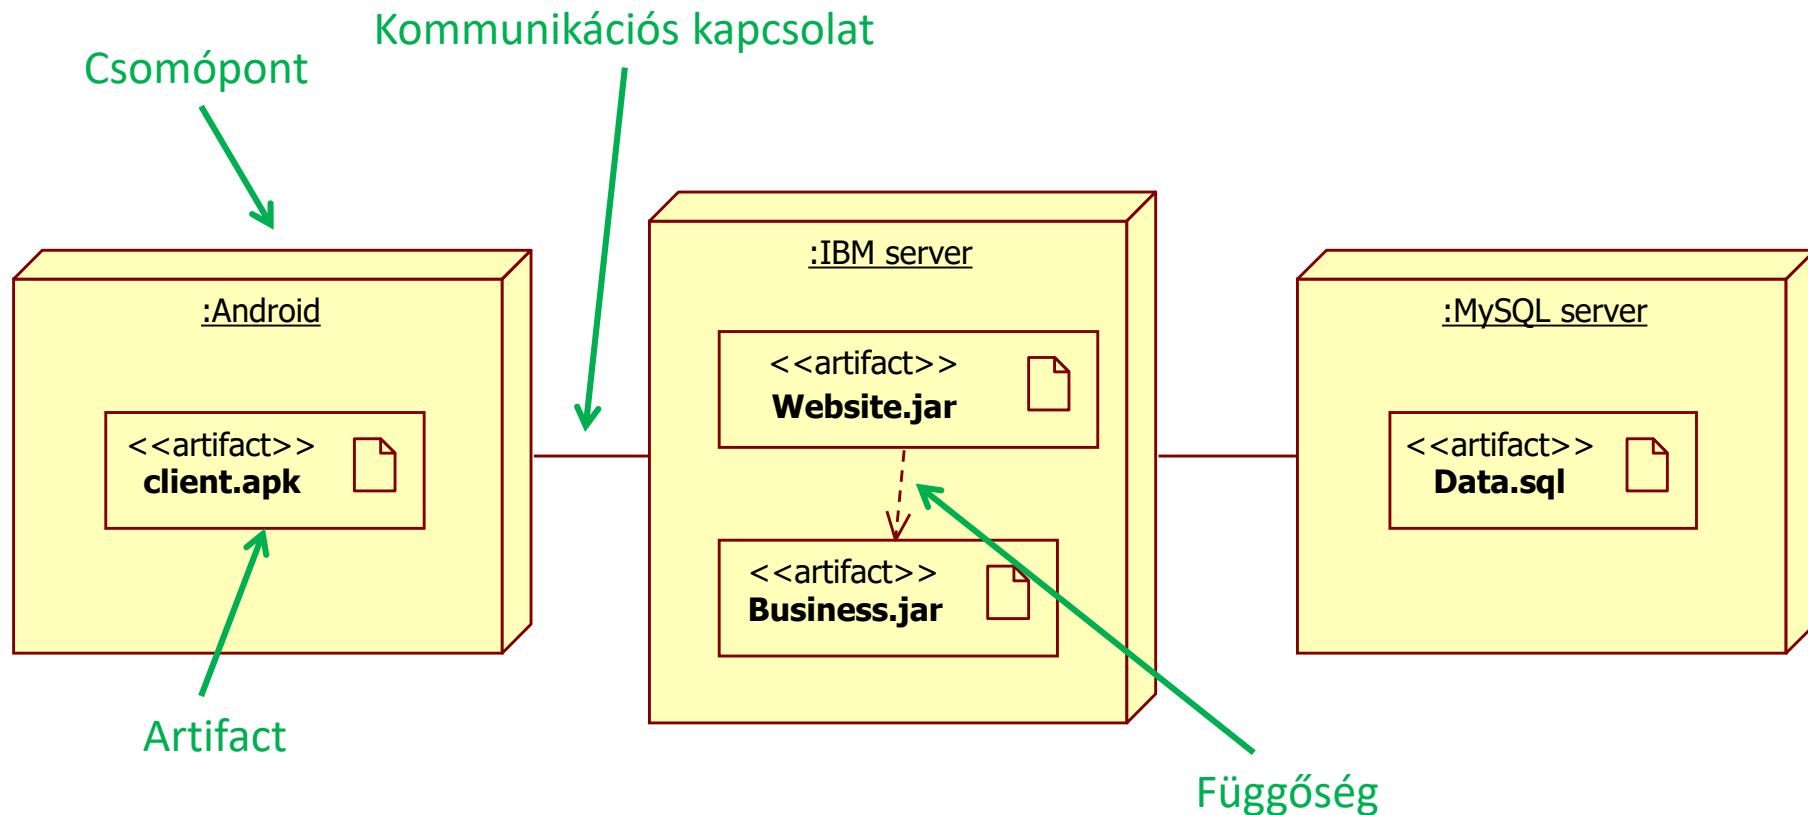 Kommunikációs kapcsolat
Csomópont
:Android
<<artifact>>
client.apk
Artifact
:IBM server
<<artifact>>
Website.jar
<<artifact>>
Business.jar
Függőség
:MySQL server
<<artifact>>
Data.sql